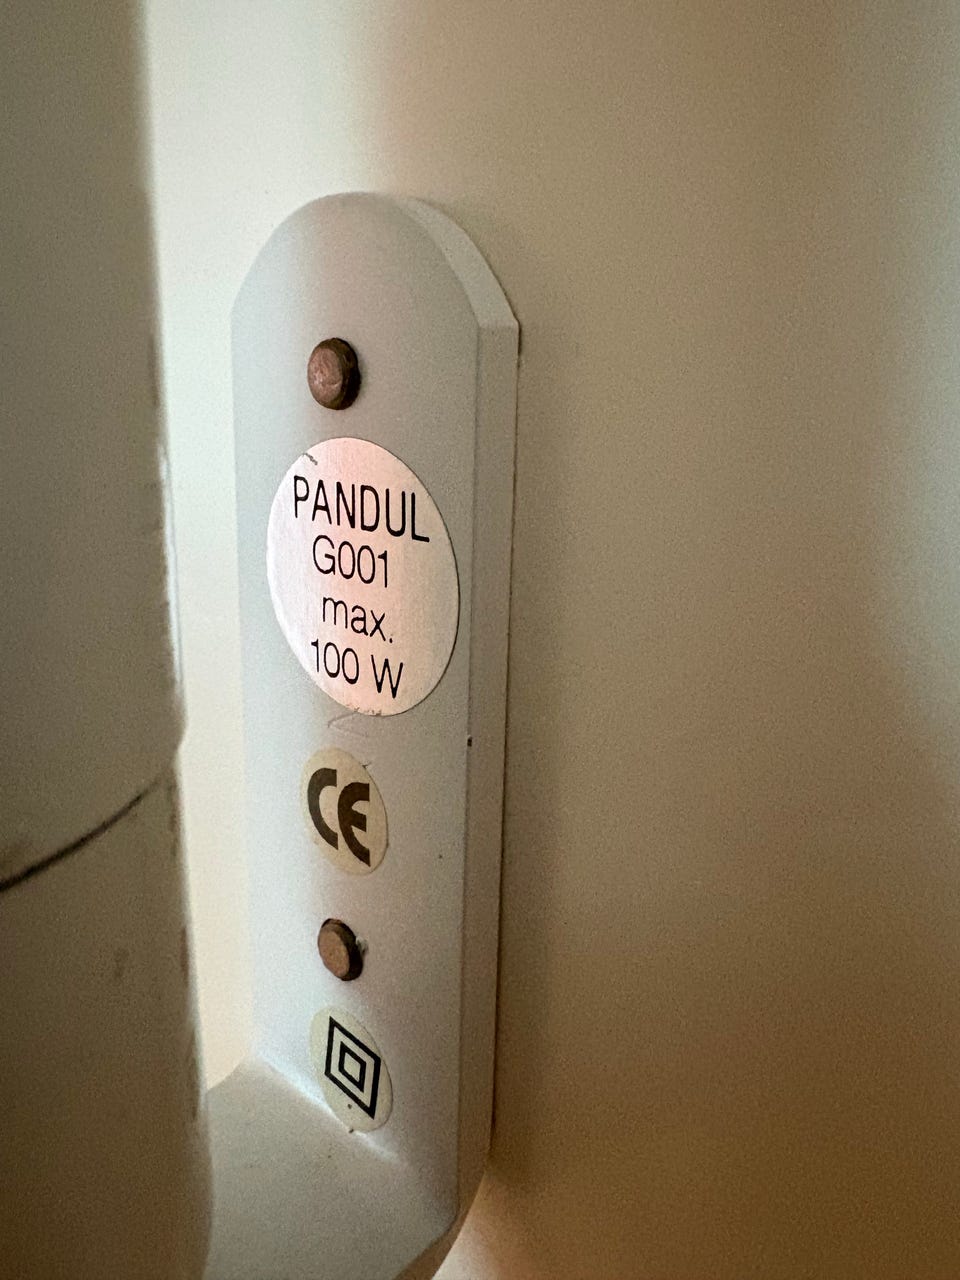 PANDUL
G001
max.
100 W
CE